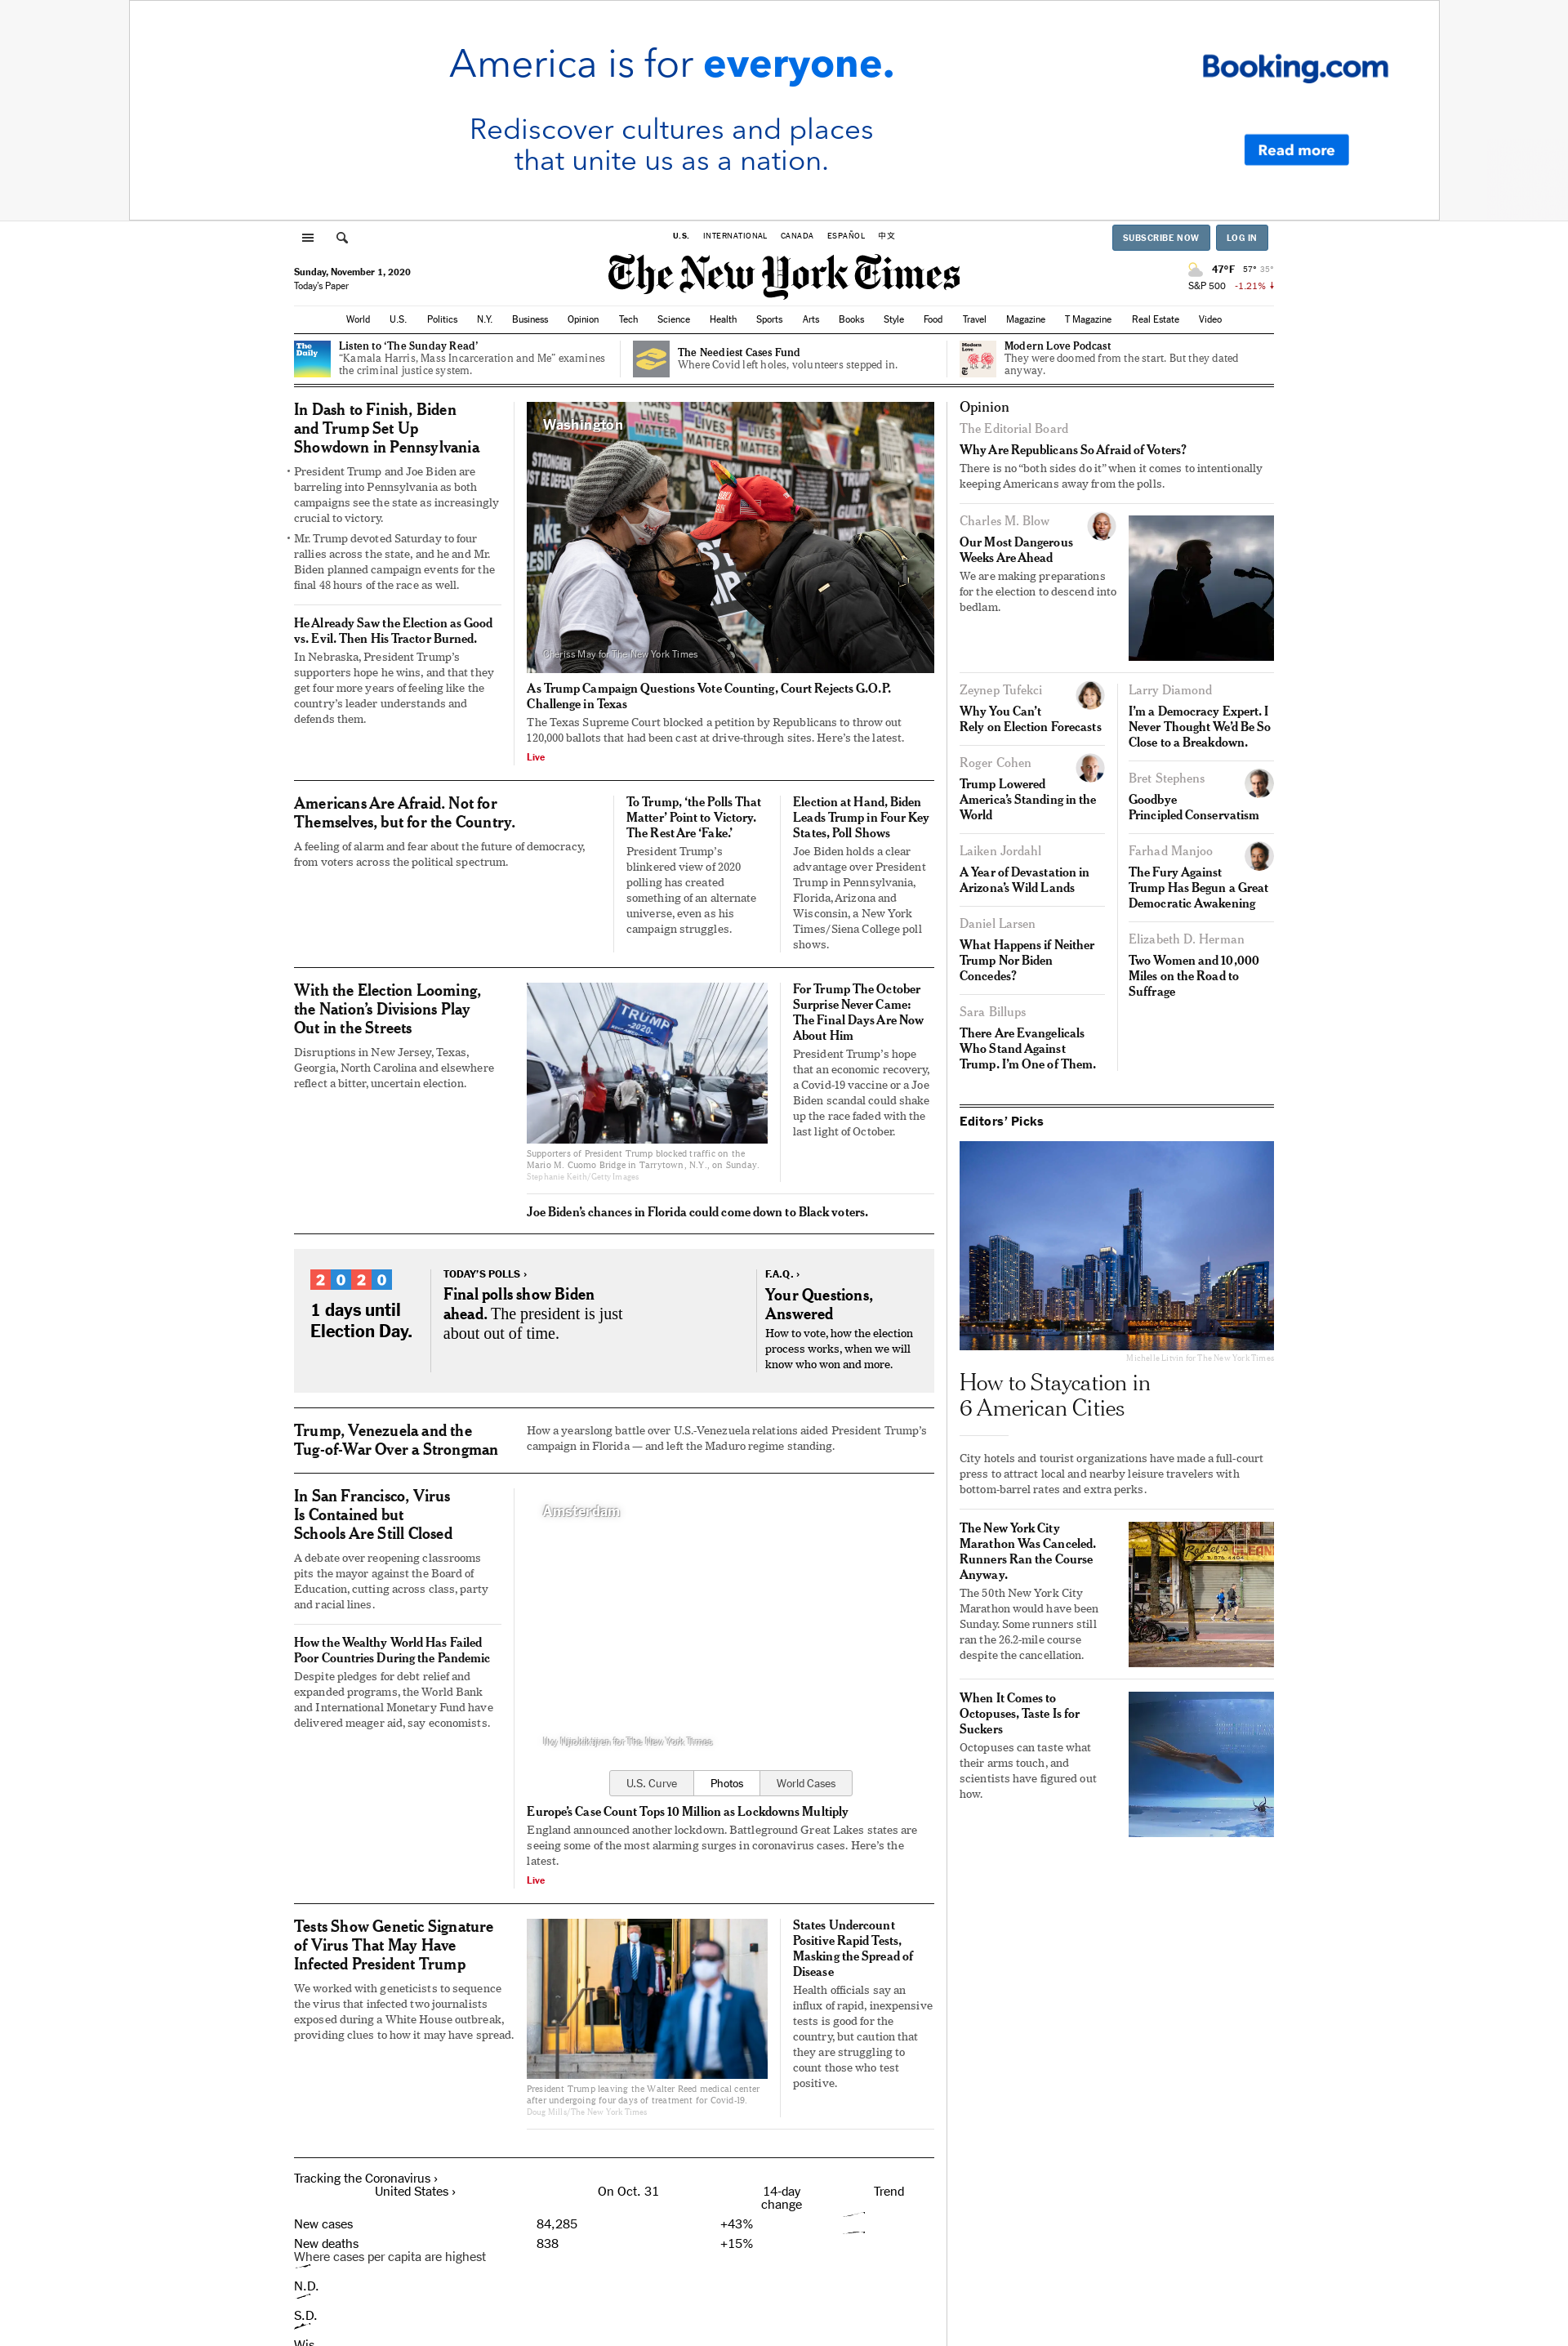 America is for everyone.
Rediscover cultures and places
that unite us as a nation.
Booking.com
Read more
U.S. INTERNATIONAL CANADA ESPAÑOL 中文
SUBSCRIBE NOW LOG IN
Sunday, November 1, 2020
Today's Paper
The New York Times
47°F 57° 35°
S&P 500 -1.21%
World U.S. Politics N.Y. Business Opinion Tech Science Health Sports Arts Books Style Food Travel Magazine T Magazine Real Estate Video
The
Daily
Listen to ‘The Sunday Read’
“Kamala Harris, Mass Incarceration and Me” examines
the criminal justice system.
The Neediest Cases Fund
Where Covid left holes, volunteers stepped in.
Modern
Love
Modern Love Podcast
They were doomed from the start. But they dated
anyway.
In Dash to Finish, Biden
and Trump Set Up
Showdown in Pennsylvania
• President Trump and Joe Biden are
barreling into Pennsylvania as both
campaigns see the state as increasingly
crucial to victory.
• Mr. Trump devoted Saturday to four
rallies across the state, and he and Mr.
Biden planned campaign events for the
final 48 hours of the race as well.
He Already Saw the Election as Good
vs. Evil. Then His Tractor Burned.
In Nebraska, President Trump’s
supporters hope he wins, and that they
get four more years of feeling like the
country’s leader understands and
defends them.
Washington
Cheriss May for The New York Times
As Trump Campaign Questions Vote Counting, Court Rejects G.O.P.
Challenge in Texas
The Texas Supreme Court blocked a petition by Republicans to throw out
120,000 ballots that had been cast at drive-through sites. Here’s the latest.
Live
Americans Are Afraid. Not for
Themselves, but for the Country.
A feeling of alarm and fear about the future of democracy,
from voters across the political spectrum.
To Trump, ‘the Polls That
Matter’ Point to Victory.
The Rest Are ‘Fake.’
President Trump’s
blinkered view of 2020
polling has created
something of an alternate
universe, even as his
campaign struggles.
Election at Hand, Biden
Leads Trump in Four Key
States, Poll Shows
Joe Biden holds a clear
advantage over President
Trump in Pennsylvania,
Florida, Arizona and
Wisconsin, a New York
Times/Siena College poll
shows.
With the Election Looming,
the Nation’s Divisions Play
Out in the Streets
Disruptions in New Jersey, Texas,
Georgia, North Carolina and elsewhere
reflect a bitter, uncertain election.
TRUMP
2020
Supporters of President Trump blocked traffic on the
Mario M. Cuomo Bridge in Tarrytown, N.Y., on Sunday.
Stephanie Keith/Getty Images
For Trump The October
Surprise Never Came:
The Final Days Are Now
About Him
President Trump’s hope
that an economic recovery,
a Covid-19 vaccine or a Joe
Biden scandal could shake
up the race faded with the
last light of October.
Joe Biden’s chances in Florida could come down to Black voters.
2020
1 days until
Election Day.
TODAY’S POLLS ›
Final polls show Biden
ahead. The president is just
about out of time.
F.A.Q. ›
Your Questions,
Answered
How to vote, how the election
process works, when we will
know who won and more.
Trump, Venezuela and the
Tug-of-War Over a Strongman
How a yearslong battle over U.S.-Venezuela relations aided President Trump’s
campaign in Florida — and left the Maduro regime standing.
In San Francisco, Virus
Is Contained but
Schools Are Still Closed
A debate over reopening classrooms
pits the mayor against the Board of
Education, cutting across class, party
and racial lines.
How the Wealthy World Has Failed
Poor Countries During the Pandemic
Despite pledges for debt relief and
expanded programs, the World Bank
and International Monetary Fund have
delivered meager aid, say economists.
Amsterdam
for The New York Times
U.S. Curve Photos World Cases
Europe’s Case Count Tops 10 Million as Lockdowns Multiply
England announced another lockdown. Battleground Great Lakes states are
seeing some of the most alarming surges in coronavirus cases. Here’s the
latest.
Live
Tests Show Genetic Signature
of Virus That May Have
Infected President Trump
We worked with geneticists to sequence
the virus that infected two journalists
exposed during a White House outbreak,
providing clues to how it may have spread.
President Trump leaving the Walter Reed medical center
after undergoing four days of treatment for Covid-19.
Doug Mills/The New York Times
States Undercount
Positive Rapid Tests,
Masking the Spread of
Disease
Health officials say an
influx of rapid, inexpensive
tests is good for the
country, but caution that
they are struggling to
count those who test
positive.
Tracking the Coronavirus ›
United States › On Oct. 31 14-day
change Trend
New cases 84,285 +43%
New deaths 838 +15%
Where cases per capita are highest
N.D.
S.D.
Wis.
Opinion
The Editorial Board
Why Are Republicans So Afraid of Voters?
There is no “both sides do it” when it comes to intentionally
keeping Americans away from the polls.
Charles M. Blow
Our Most Dangerous
Weeks Are Ahead
We are making preparations
for the election to descend into
bedlam.
Zeynep Tufekci
Why You Can’t
Rely on Election Forecasts
Roger Cohen
Trump Lowered
America’s Standing in the
World
Laiken Jordahl
A Year of Devastation in
Arizona’s Wild Lands
Daniel Larsen
What Happens if Neither
Trump Nor Biden
Concedes?
Sara Billups
There Are Evangelicals
Who Stand Against
Trump. I’m One of Them.
Larry Diamond
I’m a Democracy Expert. I
Never Thought We’d Be So
Close to a Breakdown.
Bret Stephens
Goodbye
Principled Conservatism
Farhad Manjoo
The Fury Against
Trump Has Begun a Great
Democratic Awakening
Elizabeth D. Herman
Two Women and 10,000
Miles on the Road to
Suffrage
Editors’ Picks
Michelle Litvin for The New York Times
How to Staycation in
6 American Cities
City hotels and tourist organizations have made a full-court
press to attract local and nearby leisure travelers with
bottom-barrel rates and extra perks.
The New York City
Marathon Was Canceled.
Runners Ran the Course
Anyway.
The 50th New York City
Marathon would have been
Sunday. Some runners still
ran the 26.2-mile course
despite the cancellation.
When It Comes to
Octopuses, Taste Is for
Suckers
Octopuses can taste what
their arms touch, and
scientists have figured out
how.